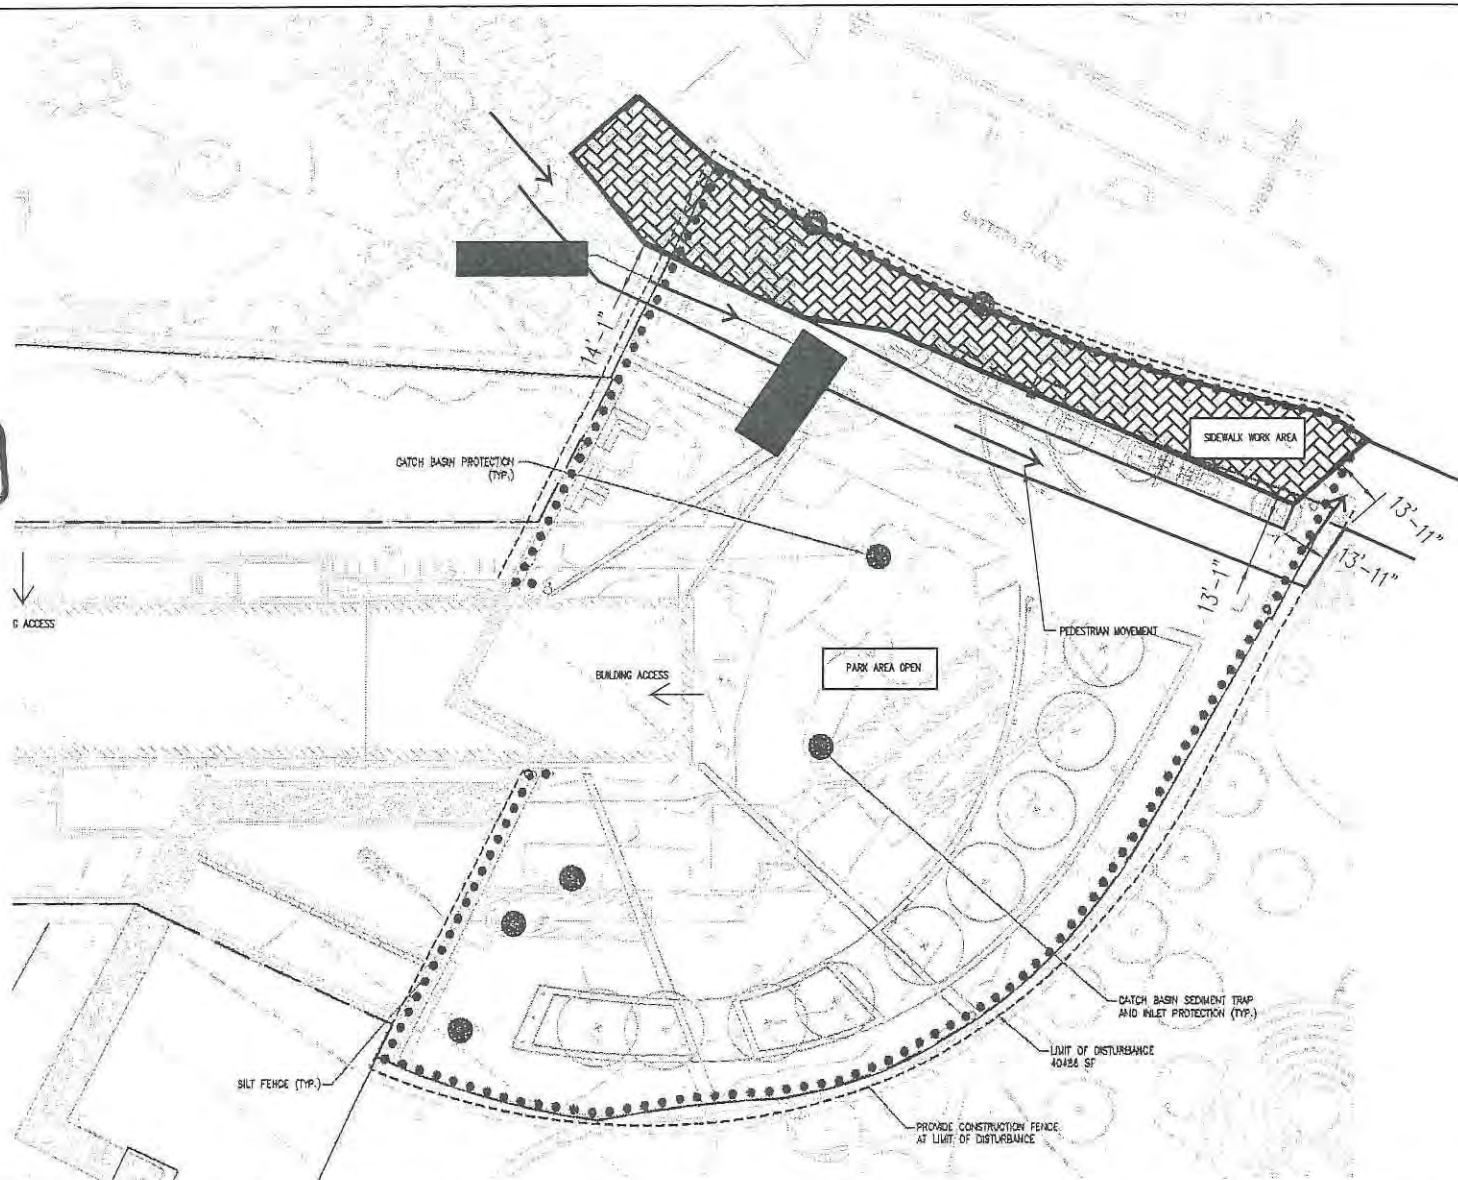 BATTERY PLACE
14'-1"
SIDEWALK WORK AREA
CATCH BASIN PROTECTION
(TYP.)
13'-11"
13'-11"
13'-1"
G ACCESS
PEDESTRIAN MOVEMENT
PARK AREA OPEN
BUILDING ACCESS
CATCH BASIN SEDIMENT TRAP
AND INLET PROTECTION (TYP.)
LIMIT OF DISTURBANCE
40486 SF
SILT FENCE (TYP.)
PROVIDE CONSTRUCTION FENCE
AT LIMIT OF DISTURBANCE